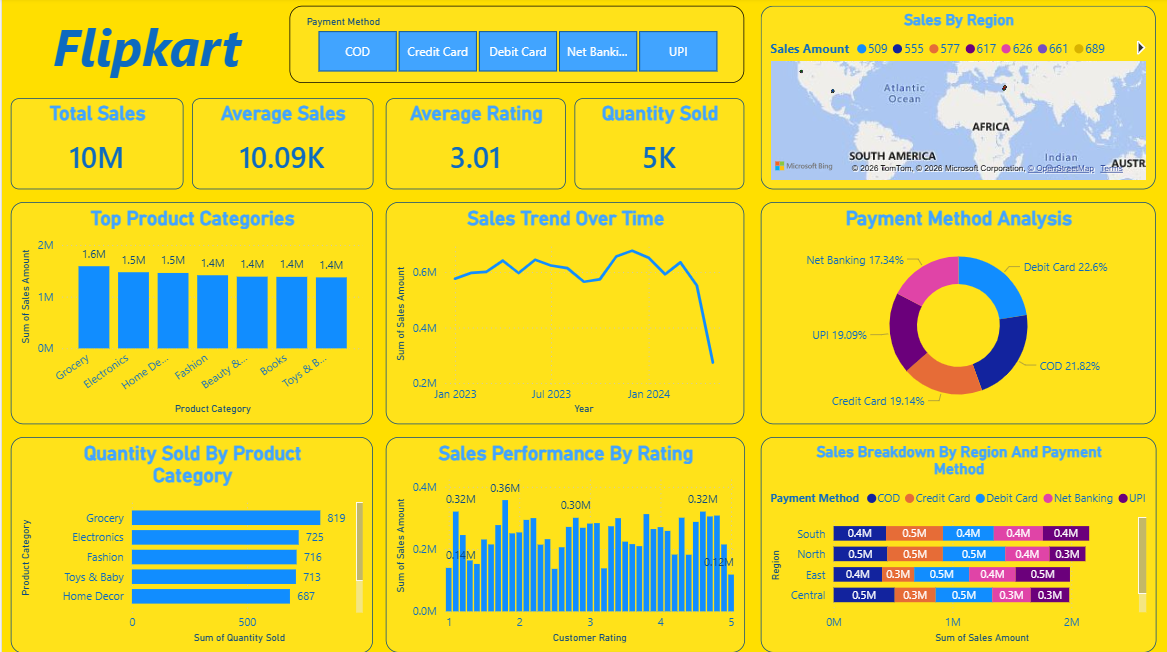 Flipkart
Payment Method
COD
Credit Card
Debit Card
Net Banki...
UPI
Sales By Region
Sales Amount 509 555 577 617 626 661 689
Atlantic
Ocean
AFRICA
SOUTH AMERICA
Indian
AUSTR
Microsoft Bing
© 2026 TomTom, © 2026 Microsoft Corporation, © OpenStreetMap Terms
Total Sales
10M
Average Sales
10.09K
Average Rating
3.01
Quantity Sold
5K
Top Product Categories
Sum of Sales Amount
2M
1M
0M
1.6M
1.5M
1.5M
1.4M
1.4M
1.4M
1.4M
Grocery
Electronics
Home De...
Fashion
Beauty &...
Books
Toys & B...
Product Category
Sales Trend Over Time
Sum of Sales Amount
0.6M
0.4M
0.2M
Jan 2023
Jul 2023
Jan 2024
Year
Payment Method Analysis
Net Banking 17.34%
Debit Card 22.6%
UPI 19.09%
COD 21.82%
Credit Card 19.14%
Quantity Sold By Product
Category
Product Category
Grocery 819
Electronics 725
Fashion 716
Toys & Baby 713
Home Decor 687
0 500
Sum of Quantity Sold
Sales Performance By Rating
Sum of Sales Amount
0.4M
0.2M
0.0M
0.14M
0.32M
0.36M
0.30M
0.32M
0.12M
1 2 3 4 5
Customer Rating
Sales Breakdown By Region And Payment
Method
Payment Method COD Credit Card Debit Card Net Banking UPI
Region
South 0.4M 0.5M 0.4M 0.4M 0.4M
North 0.5M 0.5M 0.5M 0.4M 0.3M
East 0.4M 0.3M 0.5M 0.4M 0.5M
Central 0.5M 0.3M 0.5M 0.3M 0.3M
0M 1M 2M
Sum of Sales Amount